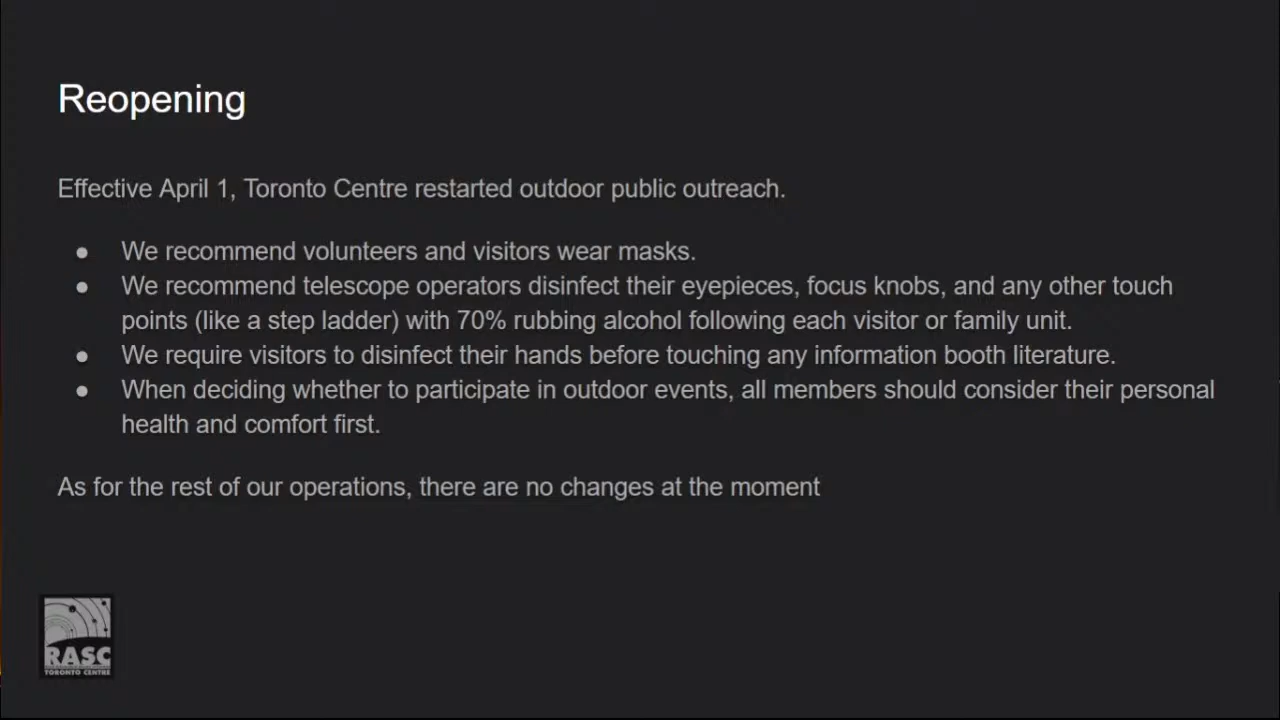 Reopening
Effective April 1, Toronto Centre restarted outdoor public outreach.
● We recommend volunteers and visitors wear masks.
● We recommend telescope operators disinfect their eyepieces, focus knobs, and any other touch
points (like a step ladder) with 70% rubbing alcohol following each visitor or family unit.
● We require visitors to disinfect their hands before touching any information booth literature.
● When deciding whether to participate in outdoor events, all members should consider their personal
health and comfort first.
As for the rest of our operations, there are no changes at the moment
RASC
TORONTO CENTRE